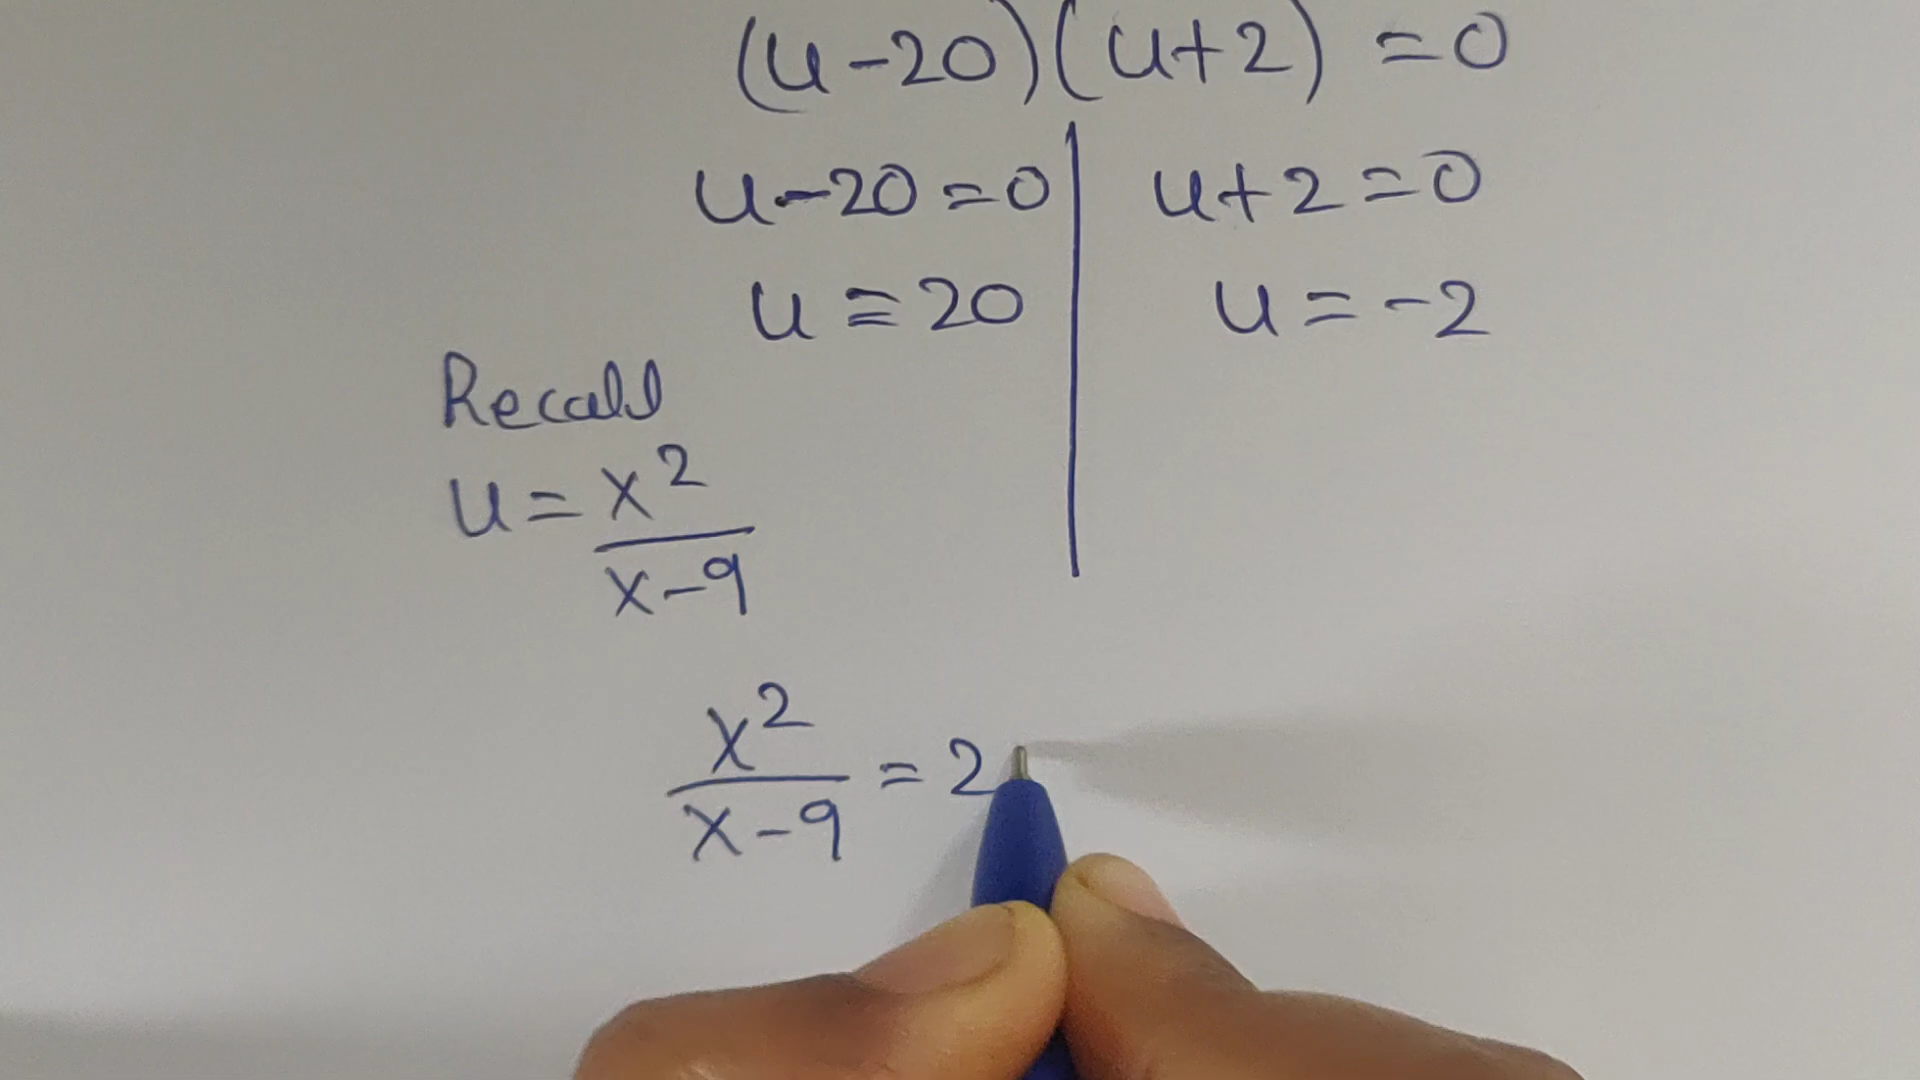 (u-20)(u+2) =0
u-20=0 u+2=0
u = 20 u = -2
Recall
u = x²/x-9
x²/x-9 = 2